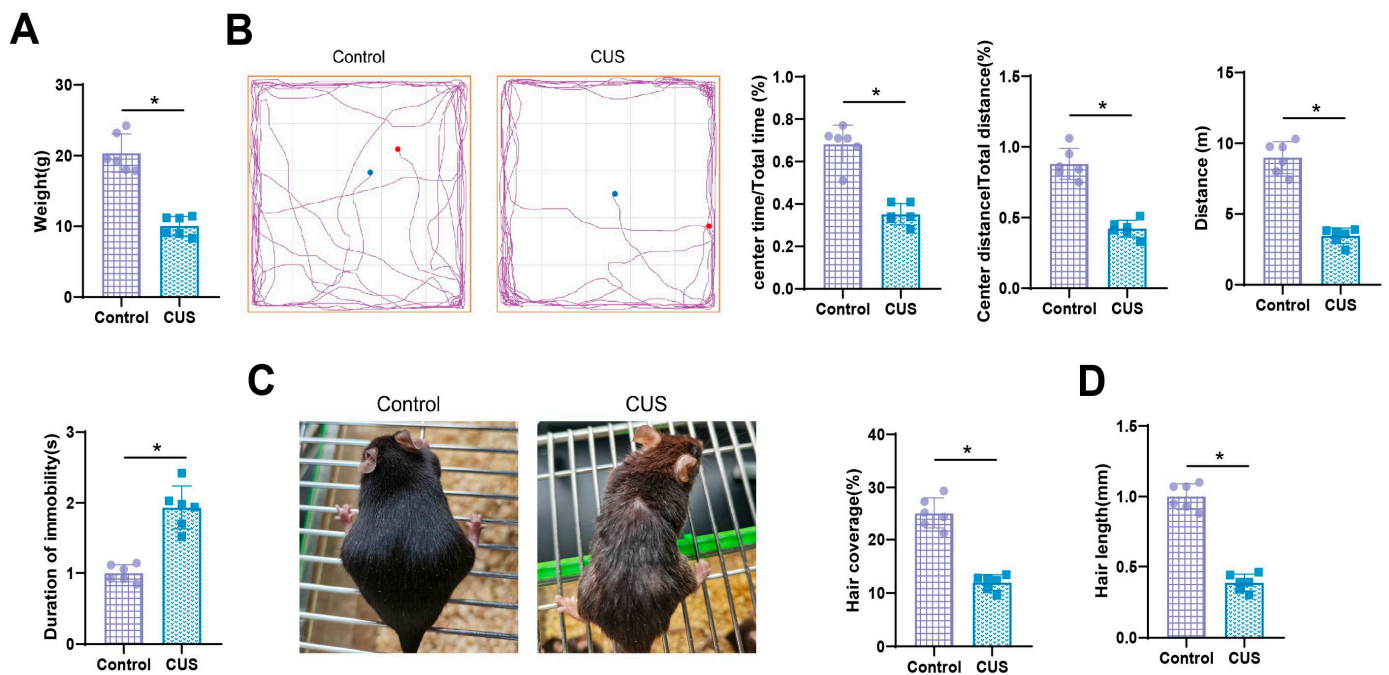 A
B
Control
CUS
Weight(g)
30
20
10
0
*
Control
CUS
center time/Total time (%)
1.0
0.8
0.6
0.4
0.2
0.0
*
Control
CUS
Center distance|Total distance(%)
1.5
1.0
0.5
0.0
*
Control
CUS
Distance (m)
15
10
5
0
*
Control
CUS
Duration of immobility(s)
3
2
1
0
*
Control
CUS
C
Control
CUS
Hair coverage(%)
40
30
20
10
0
*
Control
CUS
D
Hair length(mm)
1.5
1.0
0.5
0.0
*
Control
CUS